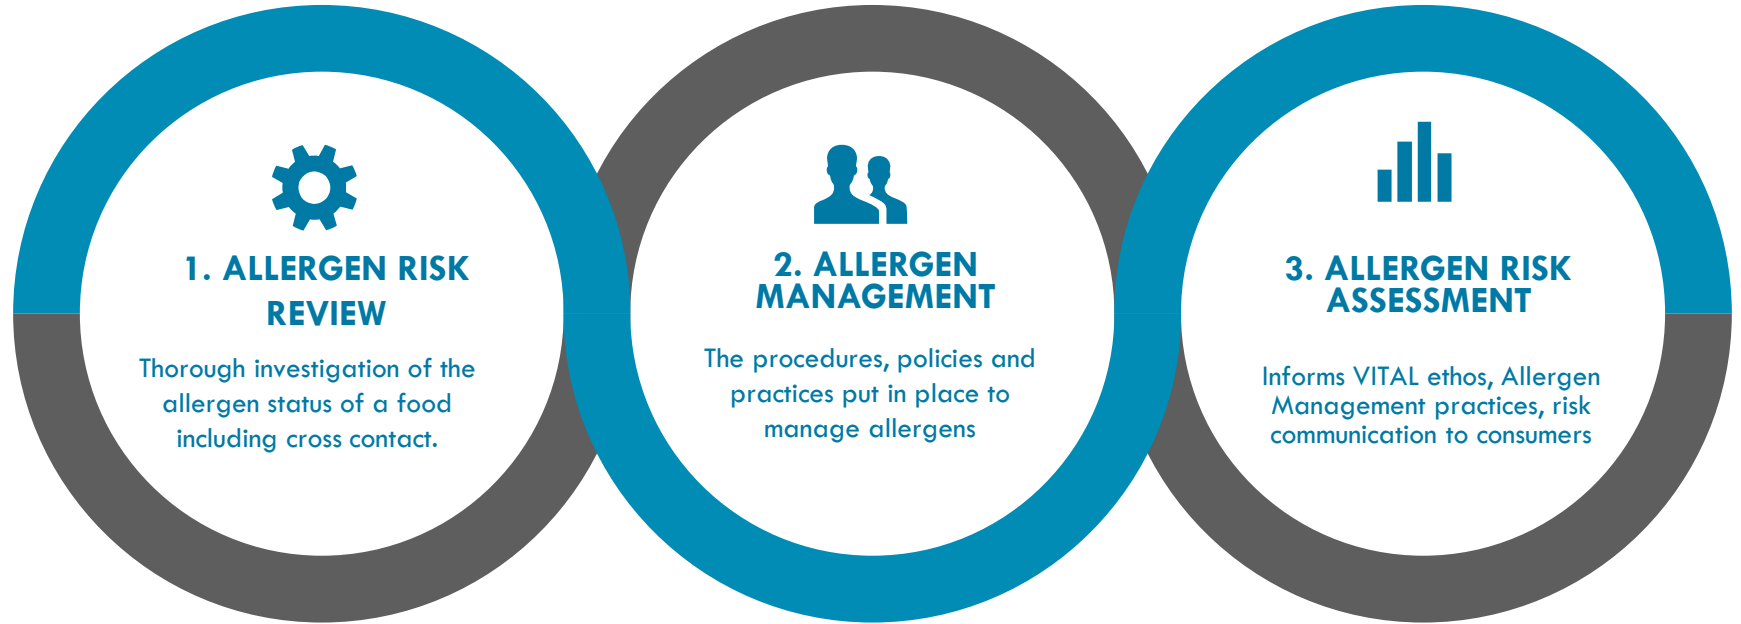 1. ALLERGEN RISK
REVIEW
Thorough investigation of the
allergen status of a food
including cross contact.
2. ALLERGEN
MANAGEMENT
The procedures, policies and
practices put in place to
manage allergens
3. ALLERGEN RISK
ASSESSMENT
Informs VITAL ethos, Allergen
Management practices, risk
communication to consumers